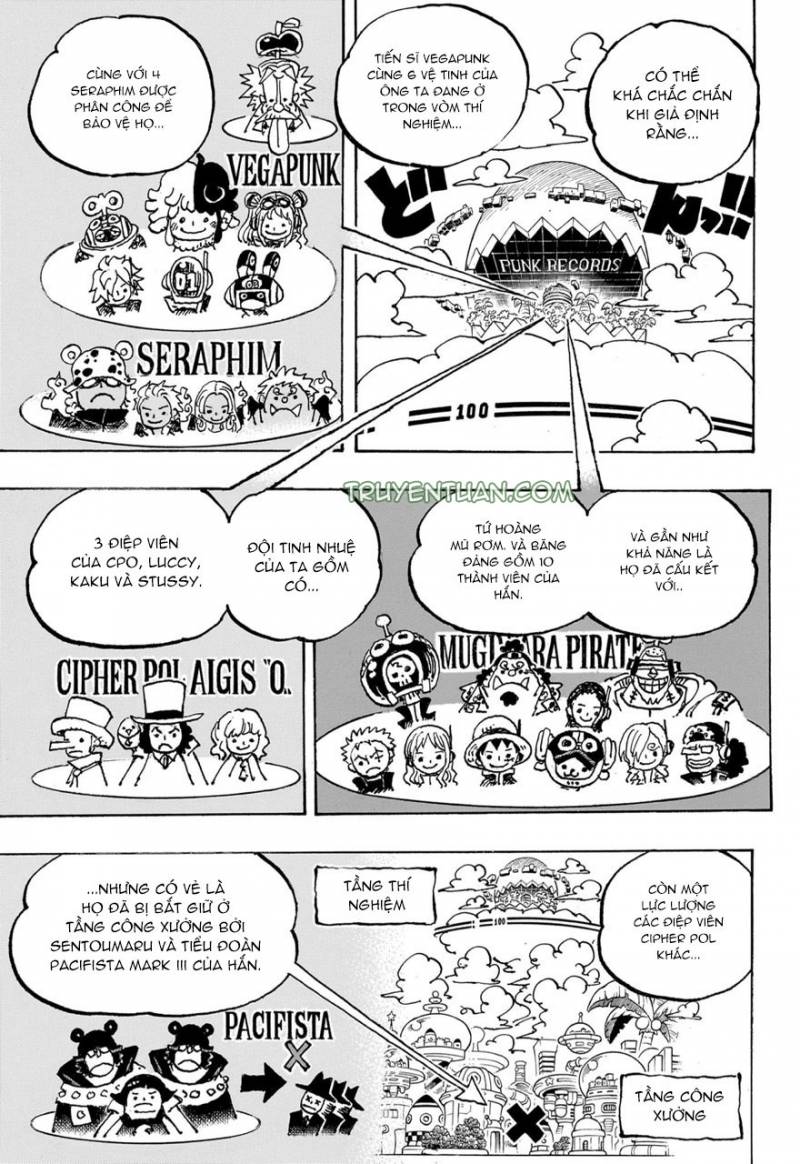 CÓ THỂ
KHÁ CHẮC CHẮN
KHI GIẢ ĐỊNH
RẰNG...
TIẾN SĨ VEGAPUNK
CÙNG 6 VỆ TINH CỦA
ÔNG TA ĐANG Ở
TRONG VÒM THÍ
NGHIỆM...
CÙNG VỚI 4
SERAPHIM ĐƯỢC
PHÂN CÔNG ĐỂ
BẢO VỆ HỌ...
VEGAPUNK
01
SERAPHIM
PUNK RECORDS
100
TRUYENTUAN.COM
VÀ GẦN NHƯ
KHẢ NĂNG LÀ
HỌ ĐÃ CẤU KẾT
VỚI..
TỨ HOÀNG
MŨ RƠM. VÀ BĂNG
ĐẢNG GỒM 10
THÀNH VIÊN CỦA
HẮN.
ĐỘI TINH NHUỆ
CỦA TA GỒM
CÓ...
3 ĐIỆP VIÊN
CỦA CPO, LUCCY,
KAKU VÀ STUSSY.
CIPHER POL AIGIS "O„
CÒN MỘT
LỰC LƯỢNG
CÁC ĐIỆP VIÊN
CIPHER POL
KHÁC...
TẦNG THÍ
NGHIỆM
100
...NHƯNG CÓ VẺ LÀ
HỌ ĐÃ BỊ BẮT GIỮ Ở
TẦNG CÔNG XƯỞNG BỞI
SENTOUMARU VÀ TIỂU ĐOÀN
PACIFISTA MARK III CỦA HẮN.
PACIFISTA
TẦNG CÔNG
XƯỞNG